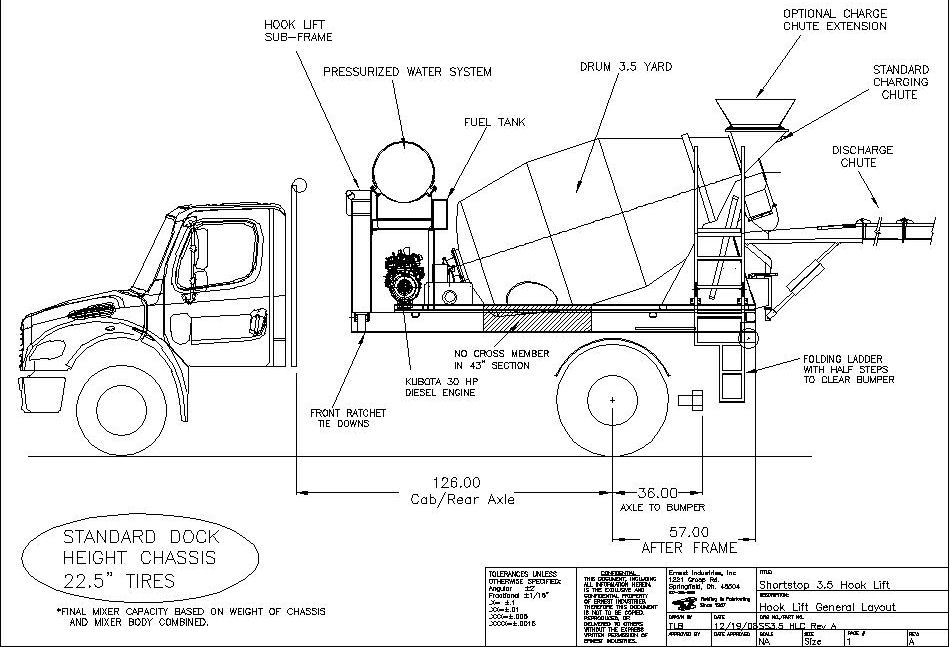 HOOK LIFT
SUB-FRAME
PRESSURIZED WATER SYSTEM
FUEL TANK
DRUM 3.5 YARD
OPTIONAL CHARGE
CHUTE EXTENSION
STANDARD
CHARGING
CHUTE
DISCHARGE
CHUTE
NO CROSS MEMBER
IN 43" SECTION
KUBOTA 30 HP
DIESEL ENGINE
FRONT RATCHET
TIE DOWNS
FOLDING LADDER
WITH HALF STEPS
TO CLEAR BUMPER
126.00
Cab/Rear Axle
36.00
AXLE TO BUMPER
57.00
AFTER FRAME
STANDARD DOCK
HEIGHT CHASSIS
22.5" TIRES
*FINAL MIXER CAPACITY BASED ON WEIGHT OF CHASSIS
AND MIXER BODY COMBINED.
TOLERANCES UNLESS
OTHERWISE SPECIFIED:
Angular ±2
Fractional ±1/16"
.X= ±.1
.XX=±.01
.XXX=±.005
.XXXX=±.0015
CONFIDENTIAL
THIS DOCUMENT, INCLUDING
ALL INFORMATION HEREIN,
IS THE EXCLUSIVE AND
CONFIDENTIAL PROPERTY
OF ERNEST INDUSTRIES.
THEREFORE THIS DOCUMENT
IS NOT TO BE COPIED,
REPRODUCED, OR
DELIVERED TO OTHERS
WITHOUT THE EXPRESS
WRITTEN PERMISSION OF
ERNEST INDUSTRIES.
Ernest Industries, Inc
1221 Groop Rd.
Springfield, Oh. 45504
Since 1967
TITLE:
Shortstop 3.5 Hook Lift
DESCRIPTION:
Hook Lift General Layout
DRAWN BY
TLB
DATE
12/19/08
DWG NO./PART NO.
SS3.5 HLC Rev A
APPROVED BY
DATE APPROVED
SCALE
NA
SIZE
Size
PAGE #
1
REV.
A